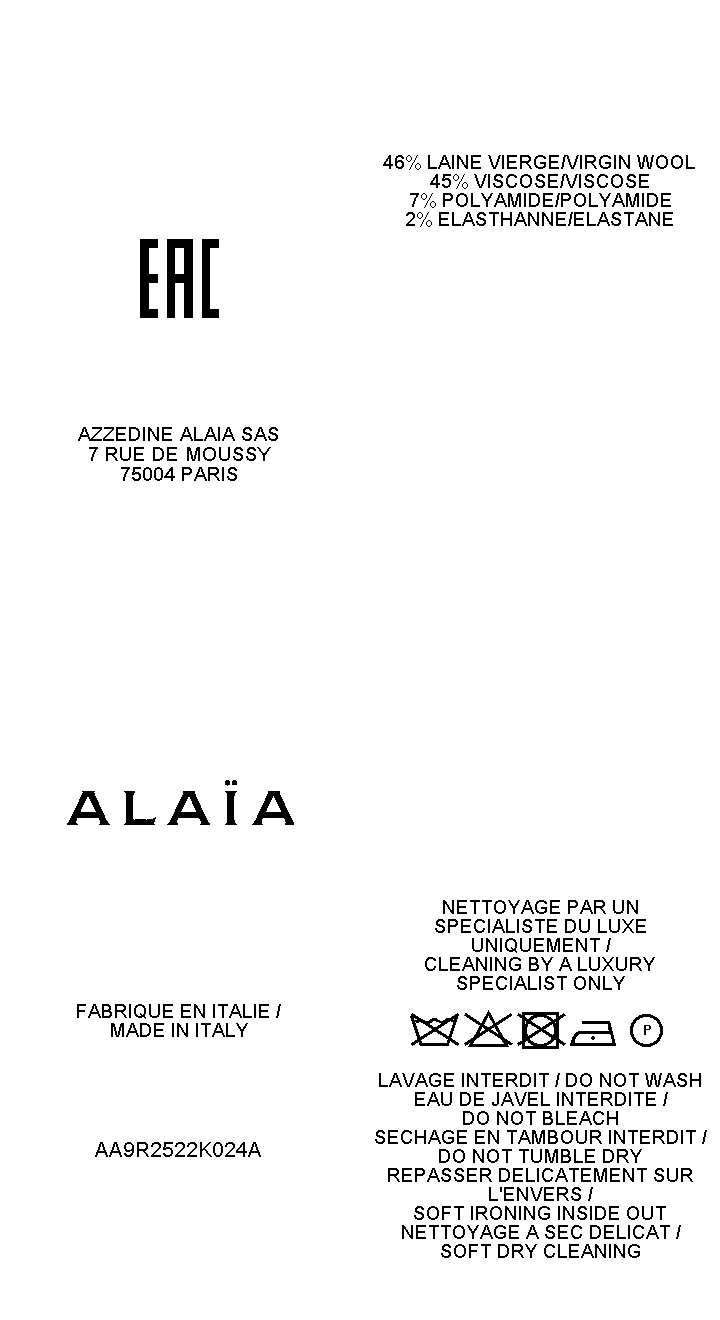 EAC
AZZEDINE ALAIA SAS
7 RUE DE MOUSSY
75004 PARIS
ALAÏA
FABRIQUE EN ITALIE /
MADE IN ITALY
AA9R2522K024A
46% LAINE VIERGE/VIRGIN WOOL
45% VISCOSE/VISCOSE
7% POLYAMIDE/POLYAMIDE
2% ELASTHANNE/ELASTANE
NETTOYAGE PAR UN
SPECIALISTE DU LUXE
UNIQUEMENT /
CLEANING BY A LUXURY
SPECIALIST ONLY
P
LAVAGE INTERDIT / DO NOT WASH
EAU DE JAVEL INTERDITE /
DO NOT BLEACH
SECHAGE EN TAMBOUR INTERDIT /
DO NOT TUMBLE DRY
REPASSER DELICATEMENT SUR
L'ENVERS /
SOFT IRONING INSIDE OUT
NETTOYAGE A SEC DELICAT /
SOFT DRY CLEANING